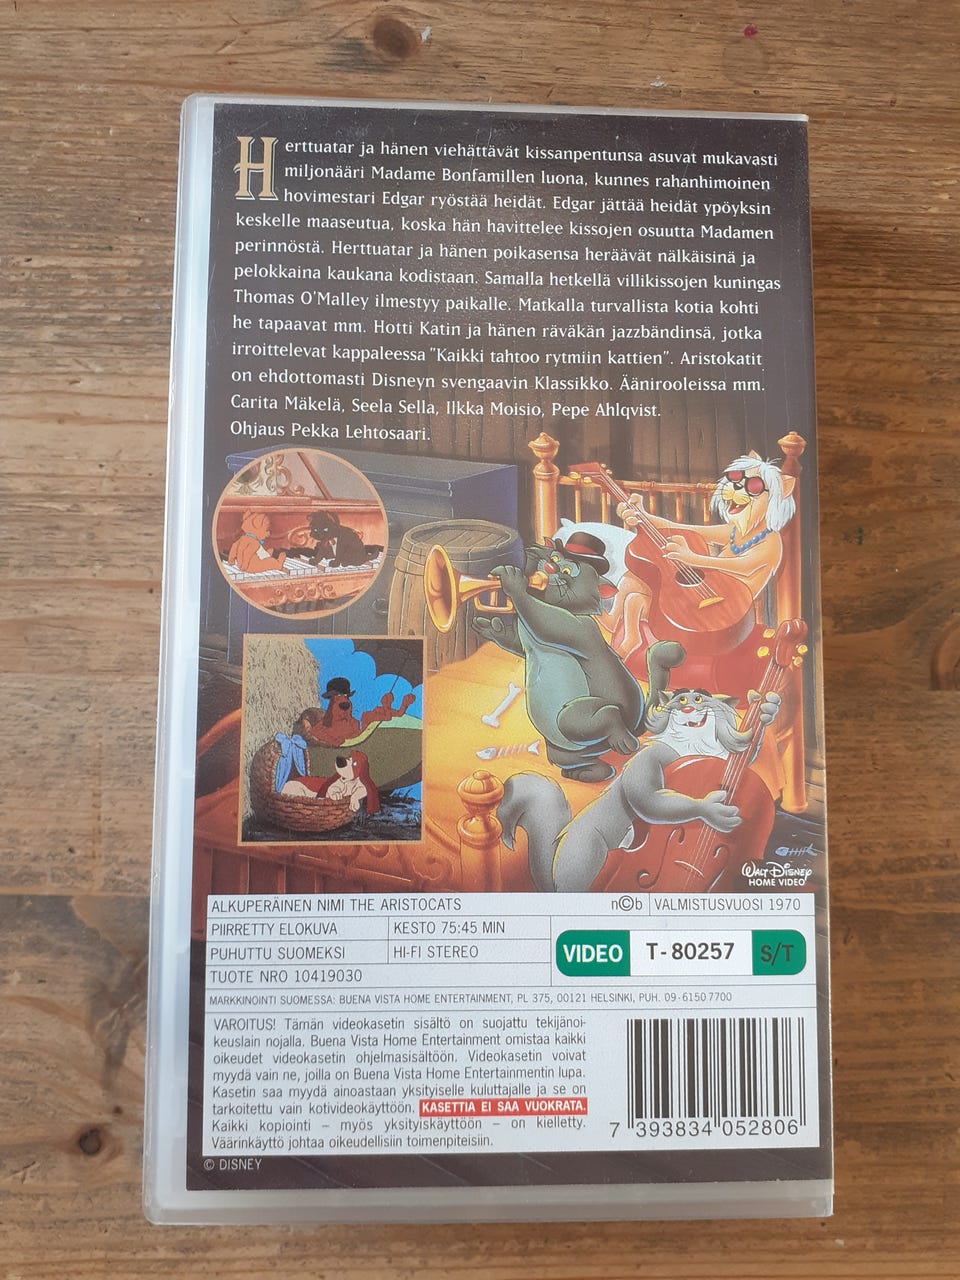 Herttuatar ja hänen viehättävät kissanpentunsa asuvat mukavasti
miljonääri Madame Bonfamillen luona, kunnes rahanhimoinen
hovimestari Edgar ryöstää heidät. Edgar jättää heidät ypöyksin
keskelle maaseutua, koska hän havittelee kissojen osuutta Madamen
perinnöstä. Herttuatar ja hänen poikasensa heräävät nälkäisinä ja
pelokkaina kaukana kodistaan. Samalla hetkellä villikissojen kuningas
Thomas O'Malley ilmestyy paikalle. Matkalla turvallista kotia kohti
he tapaavat mm. Hotti Katin ja hänen räväkän jazzbändinsä, jotka
irroittelevat kappaleessa "Kaikki tahtoo rytmiin kattien". Aristokatit
on ehdottomasti Disneyn svengaavin Klassikko. Äänirooleissa mm.
Carita Mäkelä, Seela Sella, Ilkka Moisio, Pepe Ahlqvist.
Ohjaus Pekka Lehtosaari.
Walt Disney
HOME VIDEO
ALKUPERÄINEN NIMI THE ARISTOCATS n©b VALMISTUSVUOSI 1970
PIIRRETTY ELOKUVA KESTO 75:45 MIN
PUHUTTU SUOMEKSI HI-FI STEREO
VIDEO T-80257 S/T
TUOTE NRO 10419030
MARKKINOINTI SUOMESSA: BUENA VISTA HOME ENTERTAINMENT, PL 375, 00121 HELSINKI, PUH. 09-6150 7700
VAROITUS! Tämän videokasetin sisältö on suojattu tekijänoi-
keuslain nojalla. Buena Vista Home Entertainment omistaa kaikki
oikeudet videokasetin ohjelmasisältöön. Videokasetin voivat
myydä vain ne, joilla on Buena Vista Home Entertainmentin lupa.
Kasetin saa myydä ainoastaan yksityiselle kuluttajalle ja se on
tarkoitettu vain kotivideokäyttöön. KASETTIA EI SAA VUOKRATA.
Kaikki kopiointi – myös yksityiskäyttöön – on kielletty.
Väärinkäyttö johtaa oikeudellisiin toimenpiteisiin.
7 393834 052806
© DISNEY